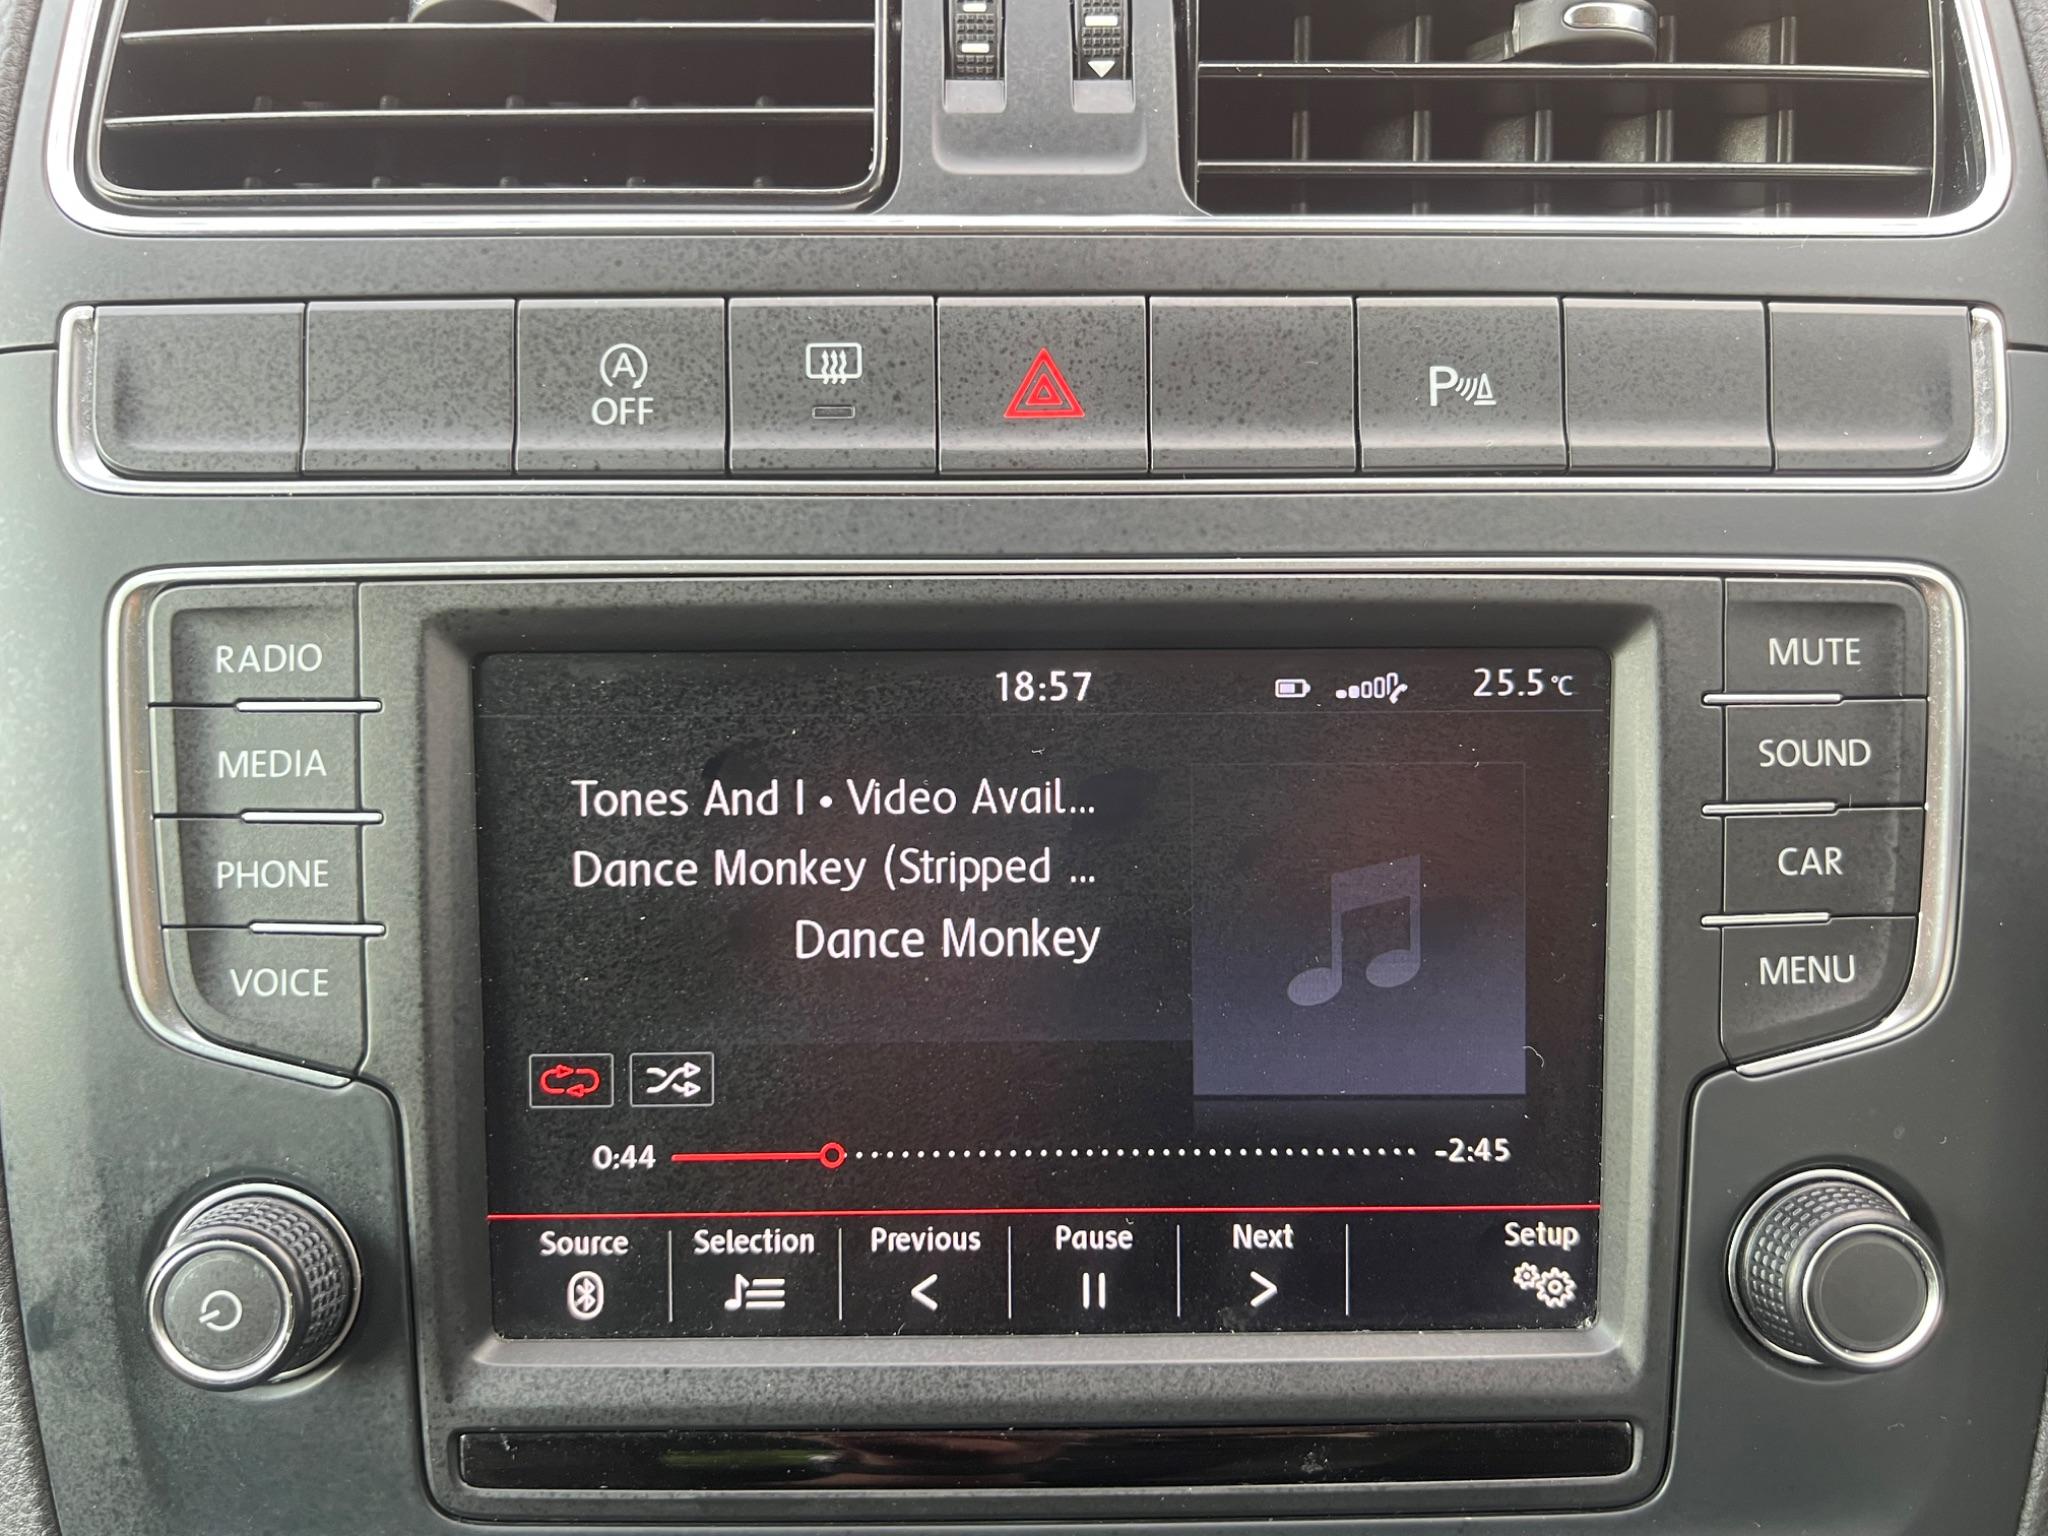 A
OFF
P
RADIO
MEDIA
PHONE
VOICE
18:57
25.5°C
Tones And I • Video Avail...
Dance Monkey (Stripped ...
Dance Monkey
0:44
-2:45
Source
Selection
Previous
Pause
Next
Setup
MUTE
SOUND
CAR
MENU